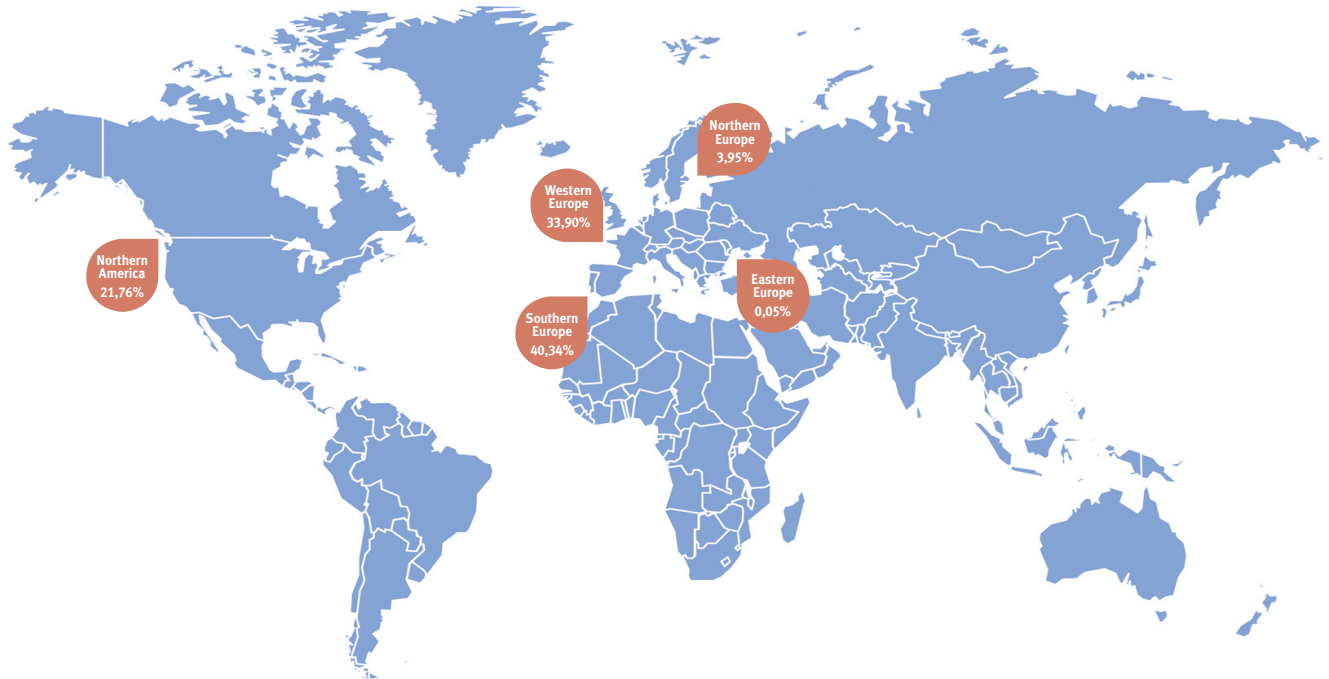 Northern
Europe
3,95%
Western
Europe
33,90%
Northern
America
21,76%
Eastern
Europe
0,05%
Southern
Europe
40,34%